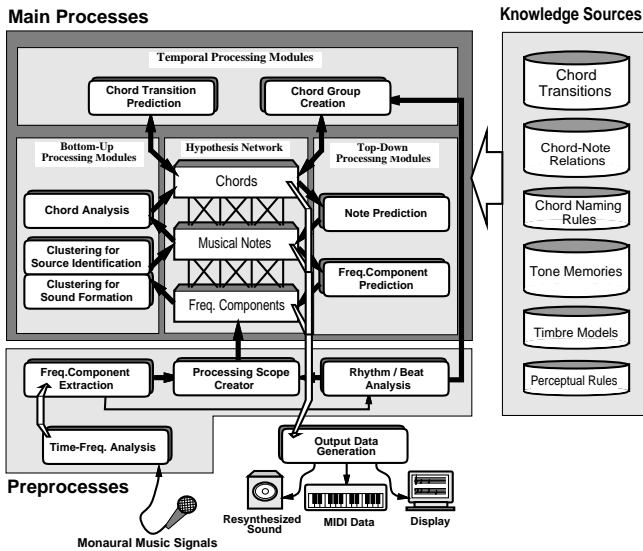 Main Processes
Knowledge Sources
Temporal Processing Modules
Chord Transition
Prediction
Chord Group
Creation
Bottom-Up
Processing Modules
Hypothesis Network
Top-Down
Processing Modules
Chords
Chord Analysis
Note Prediction
Musical Notes
Clustering for
Source Identification
Clustering for
Sound Formation
Freq.Component
Prediction
Freq. Components
Chord
Transitions
Chord-Note
Relations
Chord Naming
Rules
Tone Memories
Timbre Models
Perceptual Rules
Freq.Component
Extraction
Processing Scope
Creator
Rhythm / Beat
Analysis
Time-Freq. Analysis
Output Data
Generation
Preprocesses
Monaural Music Signals
Resynthesized
Sound
MIDI Data
Display